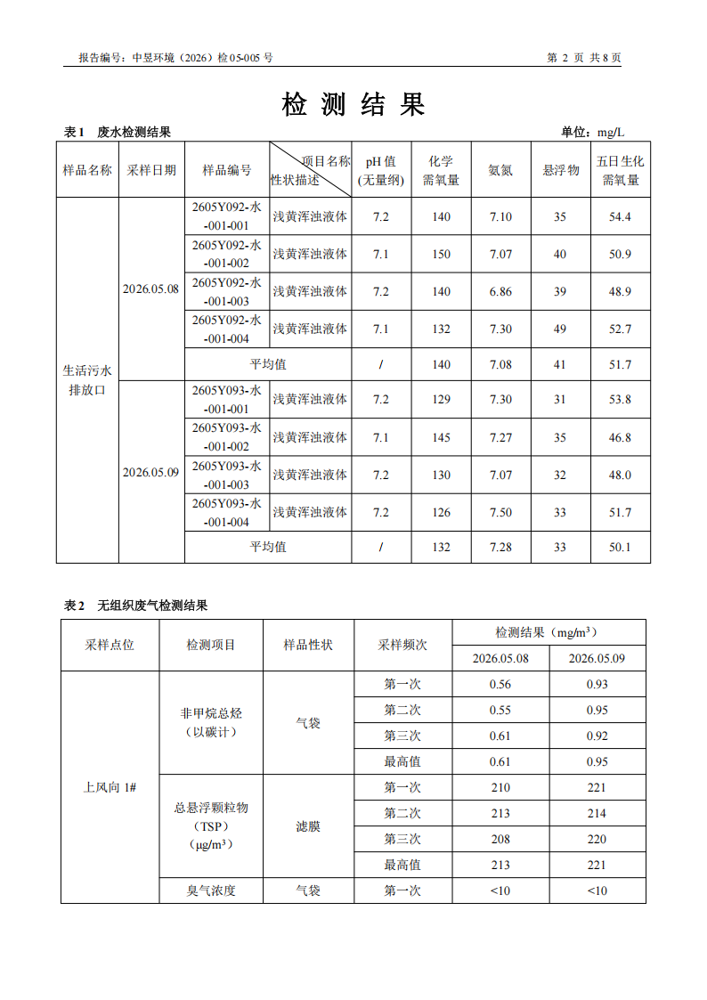 报告编号：中昱环境（2026）检 05-005 号 第 2 页 共 8 页
检 测 结 果
表 1 废水检测结果 单位：mg/L
样品名称 采样日期 样品编号 项目名称 性状描述 pH 值 (无量纲) 化学 需氧量 氨氮 悬浮物 五日生化 需氧量
生活污水 排放口
2026.05.08
2605Y092-水 -001-001 浅黄浑浊液体 7.2 140 7.10 35 54.4
2605Y092-水 -001-002 浅黄浑浊液体 7.1 150 7.07 40 50.9
2605Y092-水 -001-003 浅黄浑浊液体 7.2 140 6.86 39 48.9
2605Y092-水 -001-004 浅黄浑浊液体 7.1 132 7.30 49 52.7
平均值 / 140 7.08 41 51.7
2026.05.09
2605Y093-水 -001-001 浅黄浑浊液体 7.2 129 7.30 31 53.8
2605Y093-水 -001-002 浅黄浑浊液体 7.1 145 7.27 35 46.8
2605Y093-水 -001-003 浅黄浑浊液体 7.2 130 7.07 32 48.0
2605Y093-水 -001-004 浅黄浑浊液体 7.2 126 7.50 33 51.7
平均值 / 132 7.28 33 50.1
表 2 无组织废气检测结果
采样点位 检测项目 样品性状 采样频次 检测结果（mg/m³）
2026.05.08 2026.05.09
上风向 1#
非甲烷总烃 （以碳计） 气袋
第一次 0.56 0.93
第二次 0.55 0.95
第三次 0.61 0.92
最高值 0.61 0.95
总悬浮颗粒物 （TSP） （μg/m³） 滤膜
第一次 210 221
第二次 213 214
第三次 208 220
最高值 213 221
臭气浓度 气袋 第一次 <10 <10